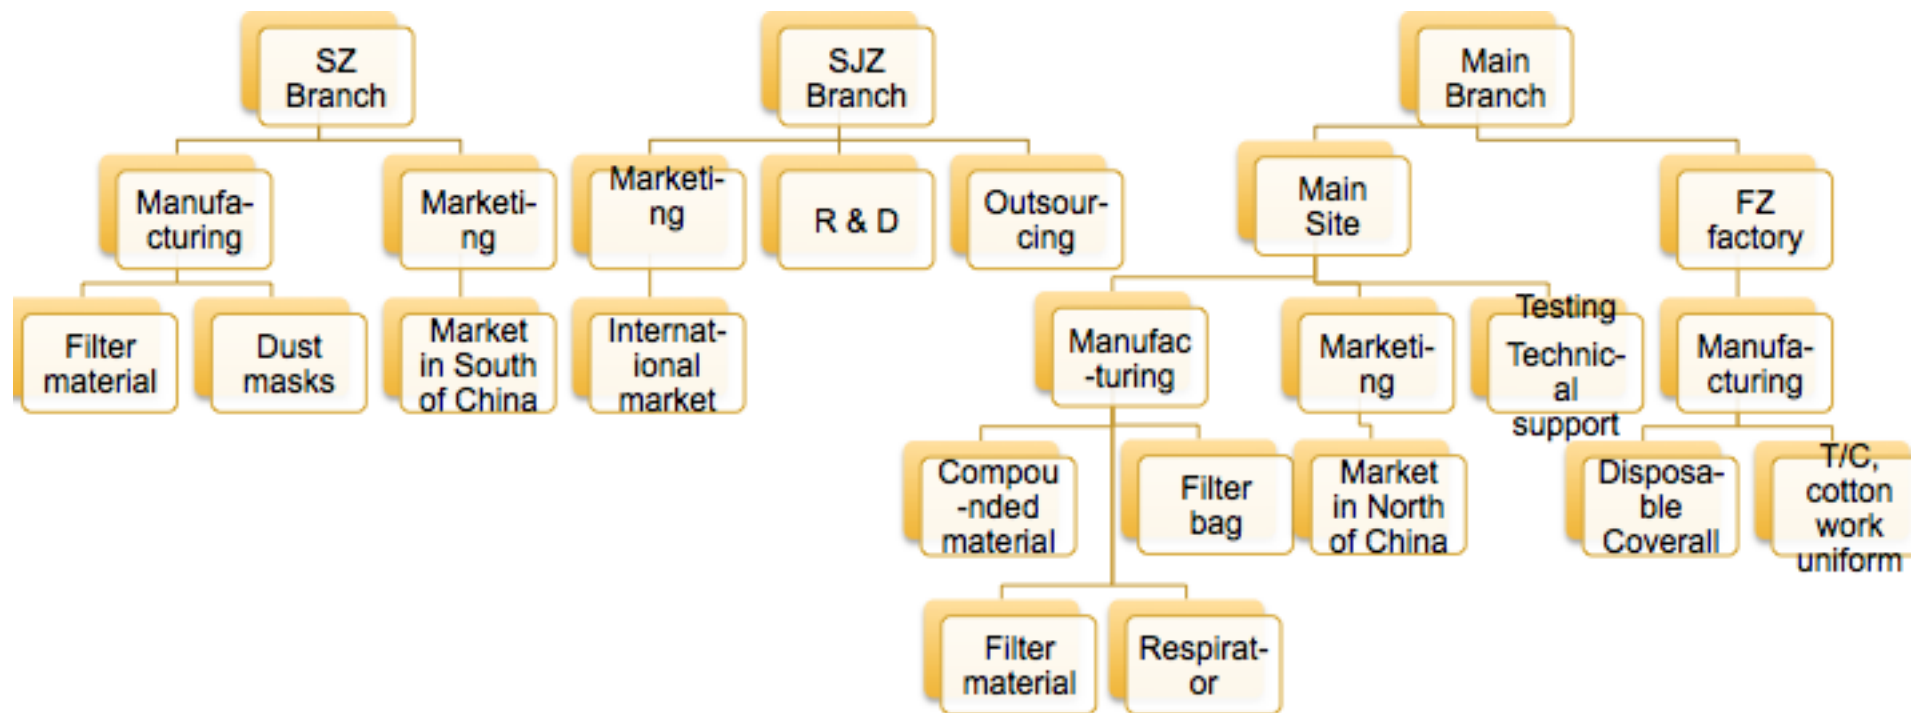 SZ
Branch
SJZ
Branch
Main
Branch
Manufa-
cturing
Marketi-
ng
Marketi-
ng
R & D
Outsour-
cing
Main
Site
FZ
factory
Filter
material
Dust
masks
Market
in South
of China
Internat-
ional
market
Manufac
-turing
Marketi-
ng
Testing
Technic-
al
support
Manufa-
cturing
Compou
-nded
material
Filter
bag
Market
in North
of China
Disposa-
ble
Coverall
T/C,
cotton
work
uniform
Filter
material
Respirat-
or